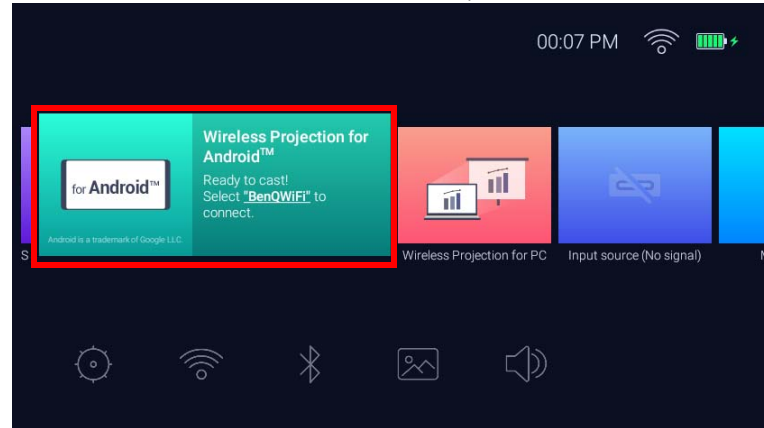 00:07 PM
for Android™
Android is a trademark of Google LLC.
Wireless Projection for
Android™
Ready to cast!
Select "BenQWiFi" to
connect.
S
Wireless Projection for PC
Input source (No signal)